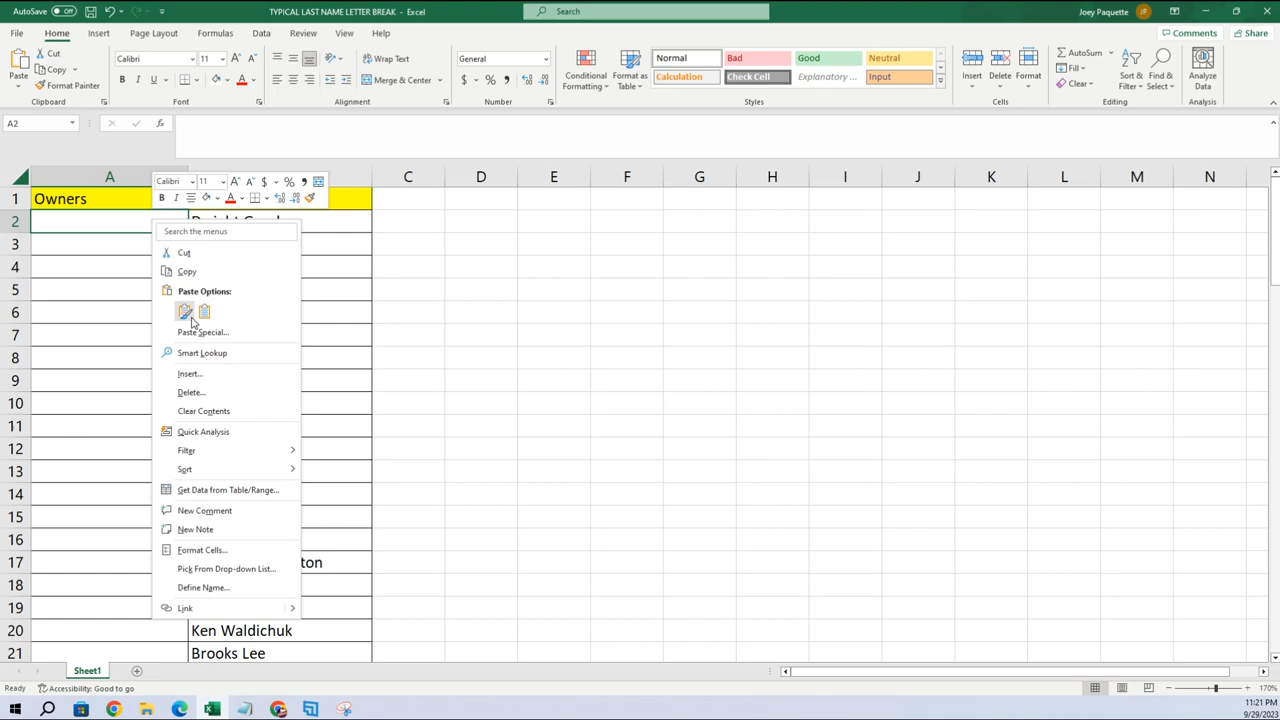 AutoSave Off
TYPICAL LAST NAME LETTER BREAK - Excel
Search
Joey Paquette JP
File Home Insert Page Layout Formulas Data Review View Help
Comments Share
Paste
Cut
Copy
Format Painter
Clipboard
Calibri 11
B I U
Font
Wrap Text
Merge & Center
Alignment
General
$ % ,
Number
Conditional Formatting
Format as Table
Normal Bad Good Neutral
Calculation Check Cell Explanatory ... Input
Styles
Insert Delete Format
Cells
AutoSum
Fill
Clear
Sort & Filter
Find & Select
Editing
Analyze Data
Analysis
A2
fx
A C D E F G H I J K L M N
Calibri 11 $ % ,
B I
1 Owners
2
3
4
5
6
7
8
9
10
11
12
13
14
15
16
17 ton
18
19
20 Ken Waldichuk
21 Brooks Lee
Search the menus
Cut
Copy
Paste Options:
Paste Special...
Smart Lookup
Insert...
Delete...
Clear Contents
Quick Analysis
Filter
Sort
Get Data from Table/Range...
New Comment
New Note
Format Cells...
Pick From Drop-down List...
Define Name...
Link
Sheet1
Ready Accessibility: Good to go
170%
11:21 PM
9/29/2023